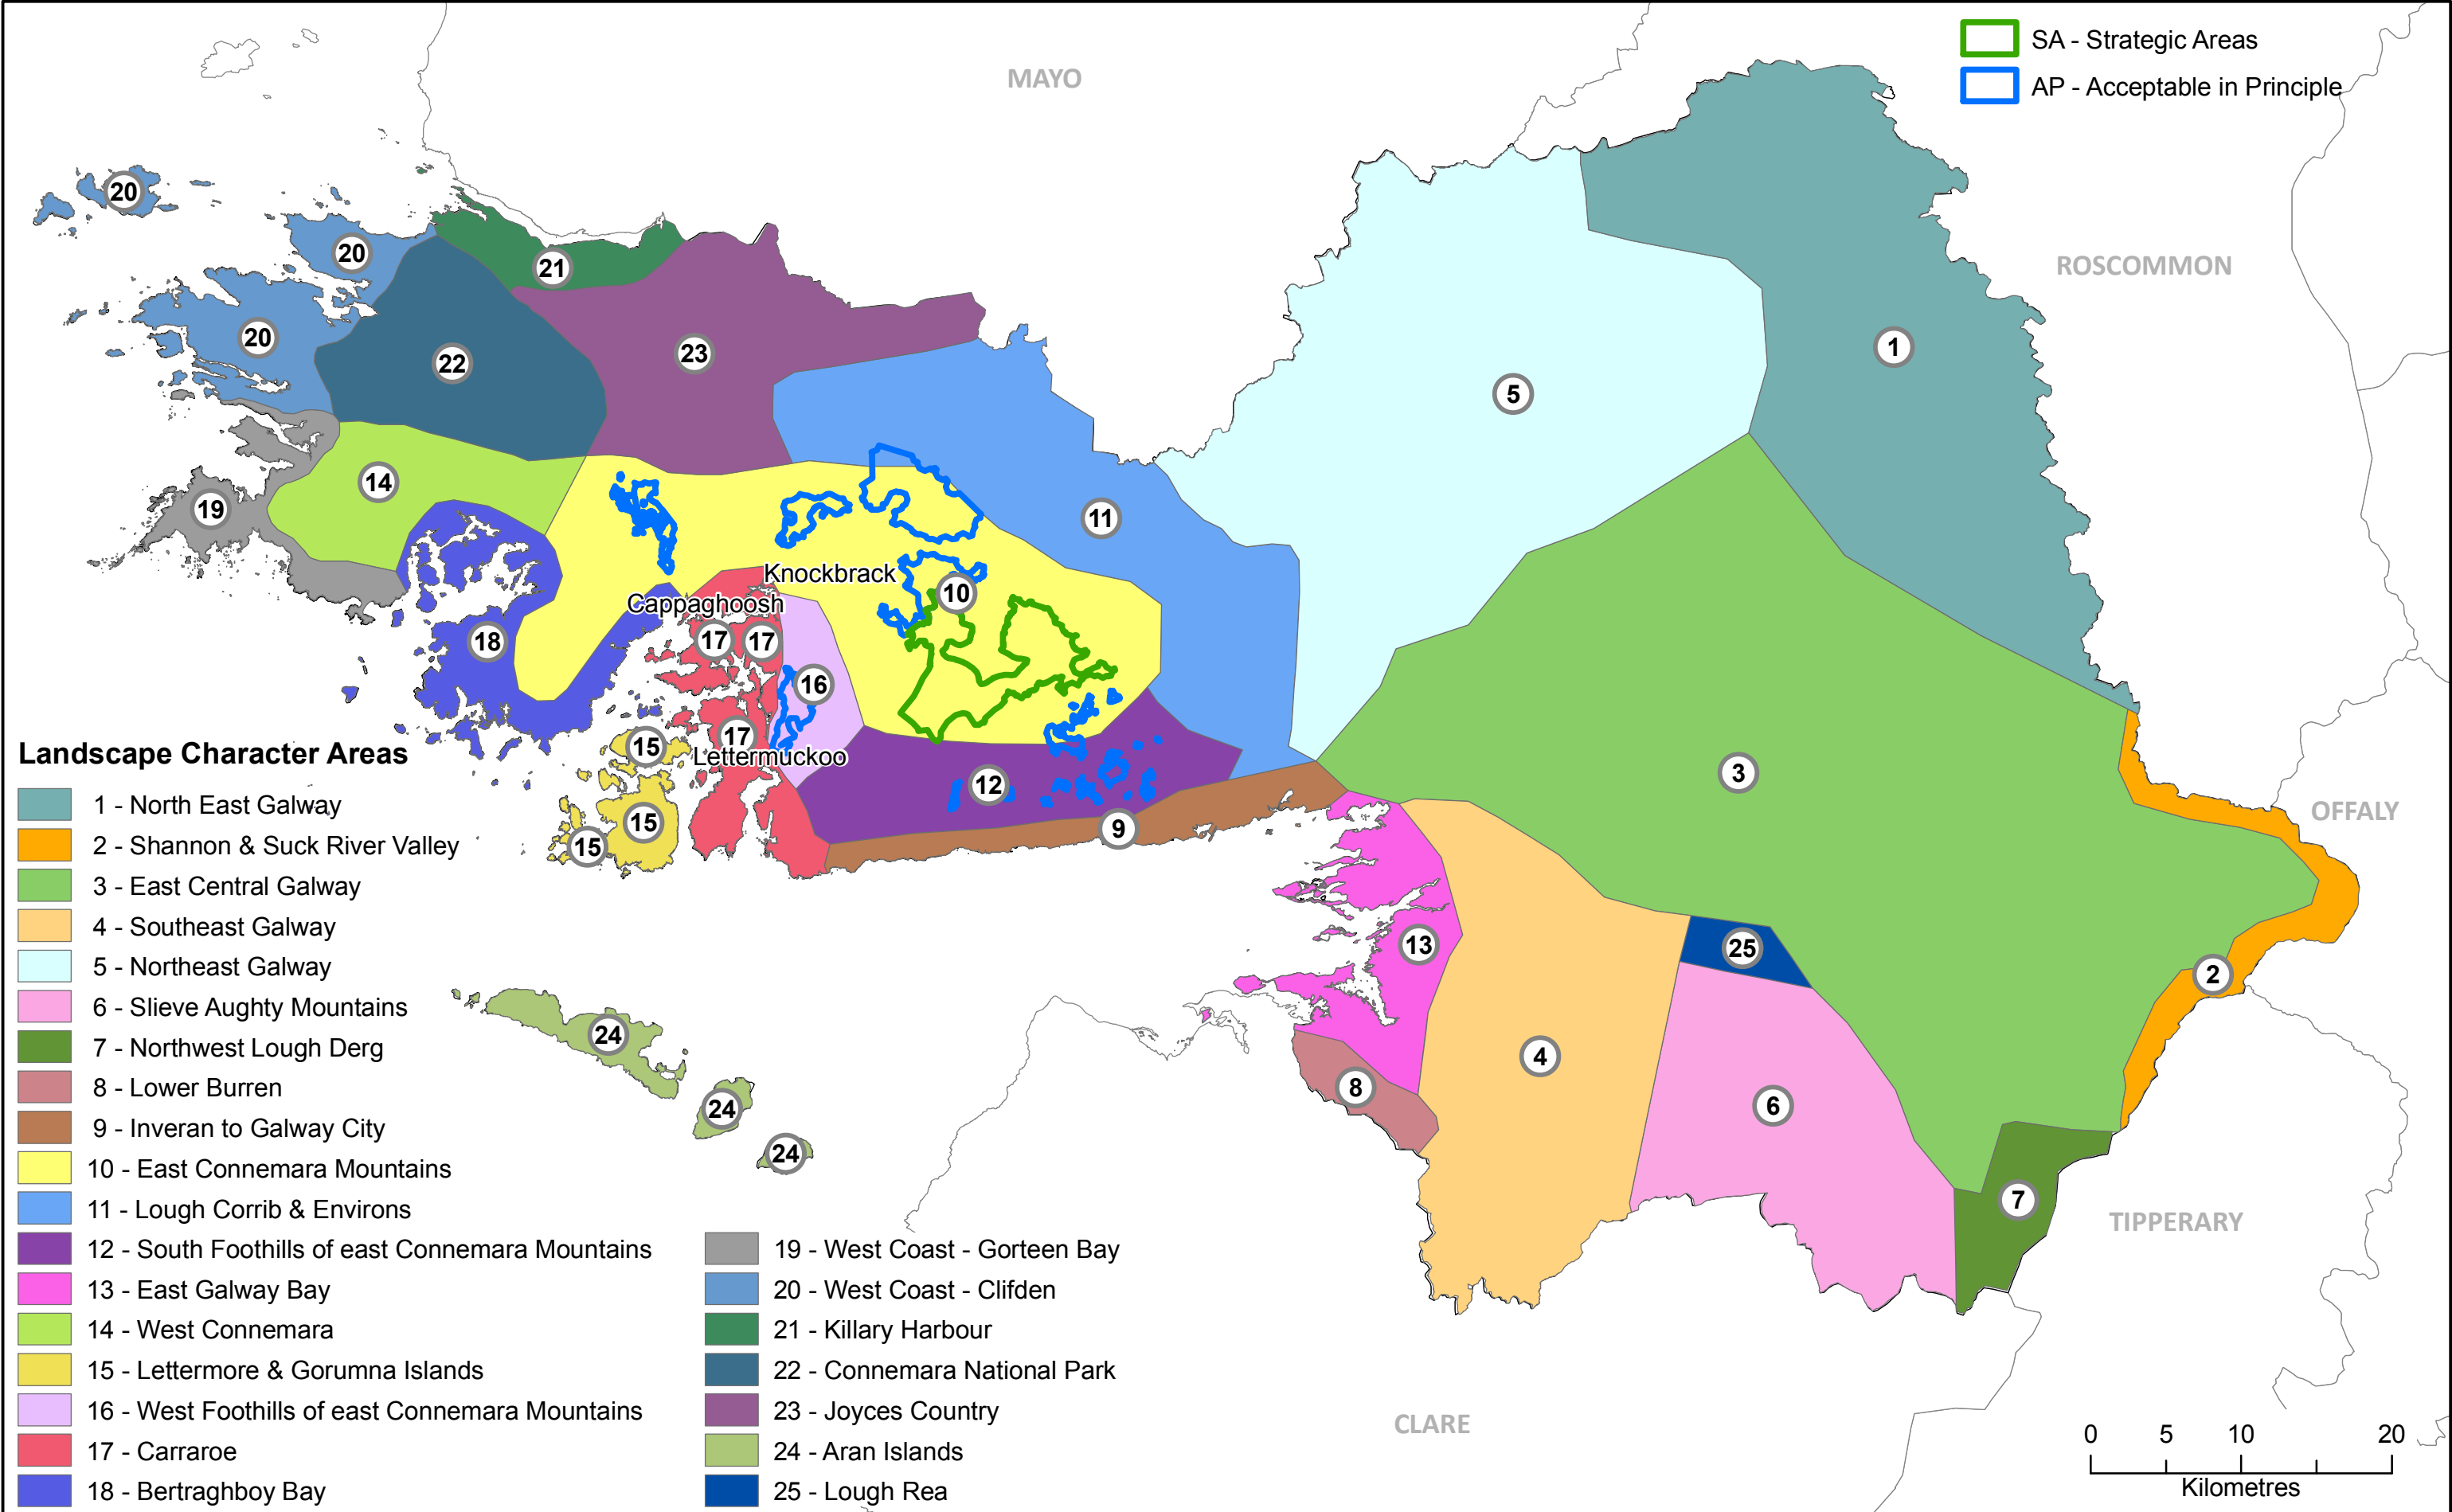 SA - Strategic Areas
AP - Acceptable in Principle
MAYO
ROSCOMMON
OFFALY
TIPPERARY
CLARE
20
20
20
21
22
23
1
5
14
19
11
Knockbrack
10
Cappaghoosh
17
17
18
16
17
15
Lettermuckoo
12
3
15
15
9
13
25
2
24
4
8
24
6
24
7
Landscape Character Areas
1 - North East Galway
2 - Shannon & Suck River Valley
3 - East Central Galway
4 - Southeast Galway
5 - Northeast Galway
6 - Slieve Aughty Mountains
7 - Northwest Lough Derg
8 - Lower Burren
9 - Inveran to Galway City
10 - East Connemara Mountains
11 - Lough Corrib & Environs
12 - South Foothills of east Connemara Mountains
13 - East Galway Bay
14 - West Connemara
15 - Lettermore & Gorumna Islands
16 - West Foothills of east Connemara Mountains
17 - Carraroe
18 - Bertraghboy Bay
19 - West Coast - Gorteen Bay
20 - West Coast - Clifden
21 - Killary Harbour
22 - Connemara National Park
23 - Joyces Country
24 - Aran Islands
25 - Lough Rea
0 5 10 20
Kilometres